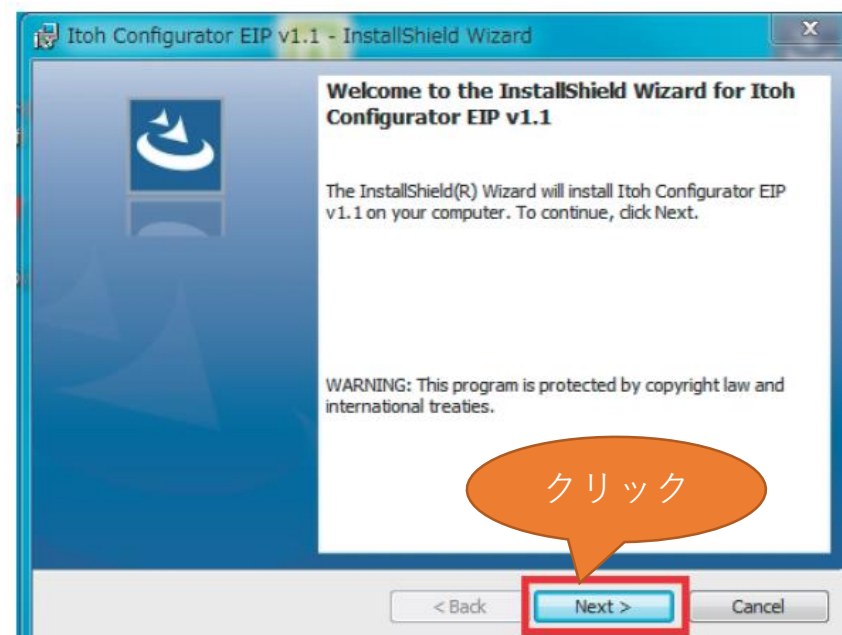 Itoh Configurator EIP v1.1 - InstallShield Wizard
Welcome to the InstallShield Wizard for Itoh
Configurator EIP v1.1
The InstallShield(R) Wizard will install Itoh Configurator EIP
v1.1 on your computer. To continue, click Next.
WARNING: This program is protected by copyright law and
international treaties.
クリック
< Back
Next >
Cancel